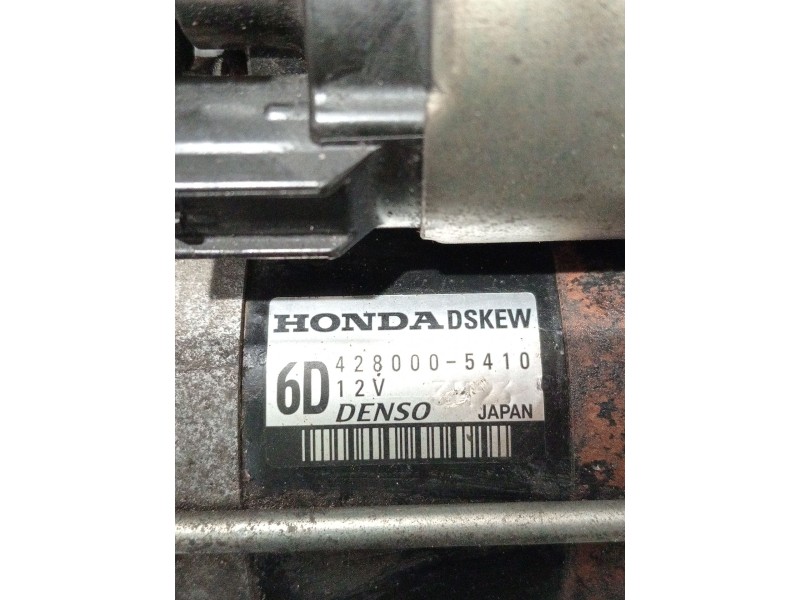 HONDA DSKEW
6D 428000-5410
12V
DENSO JAPAN